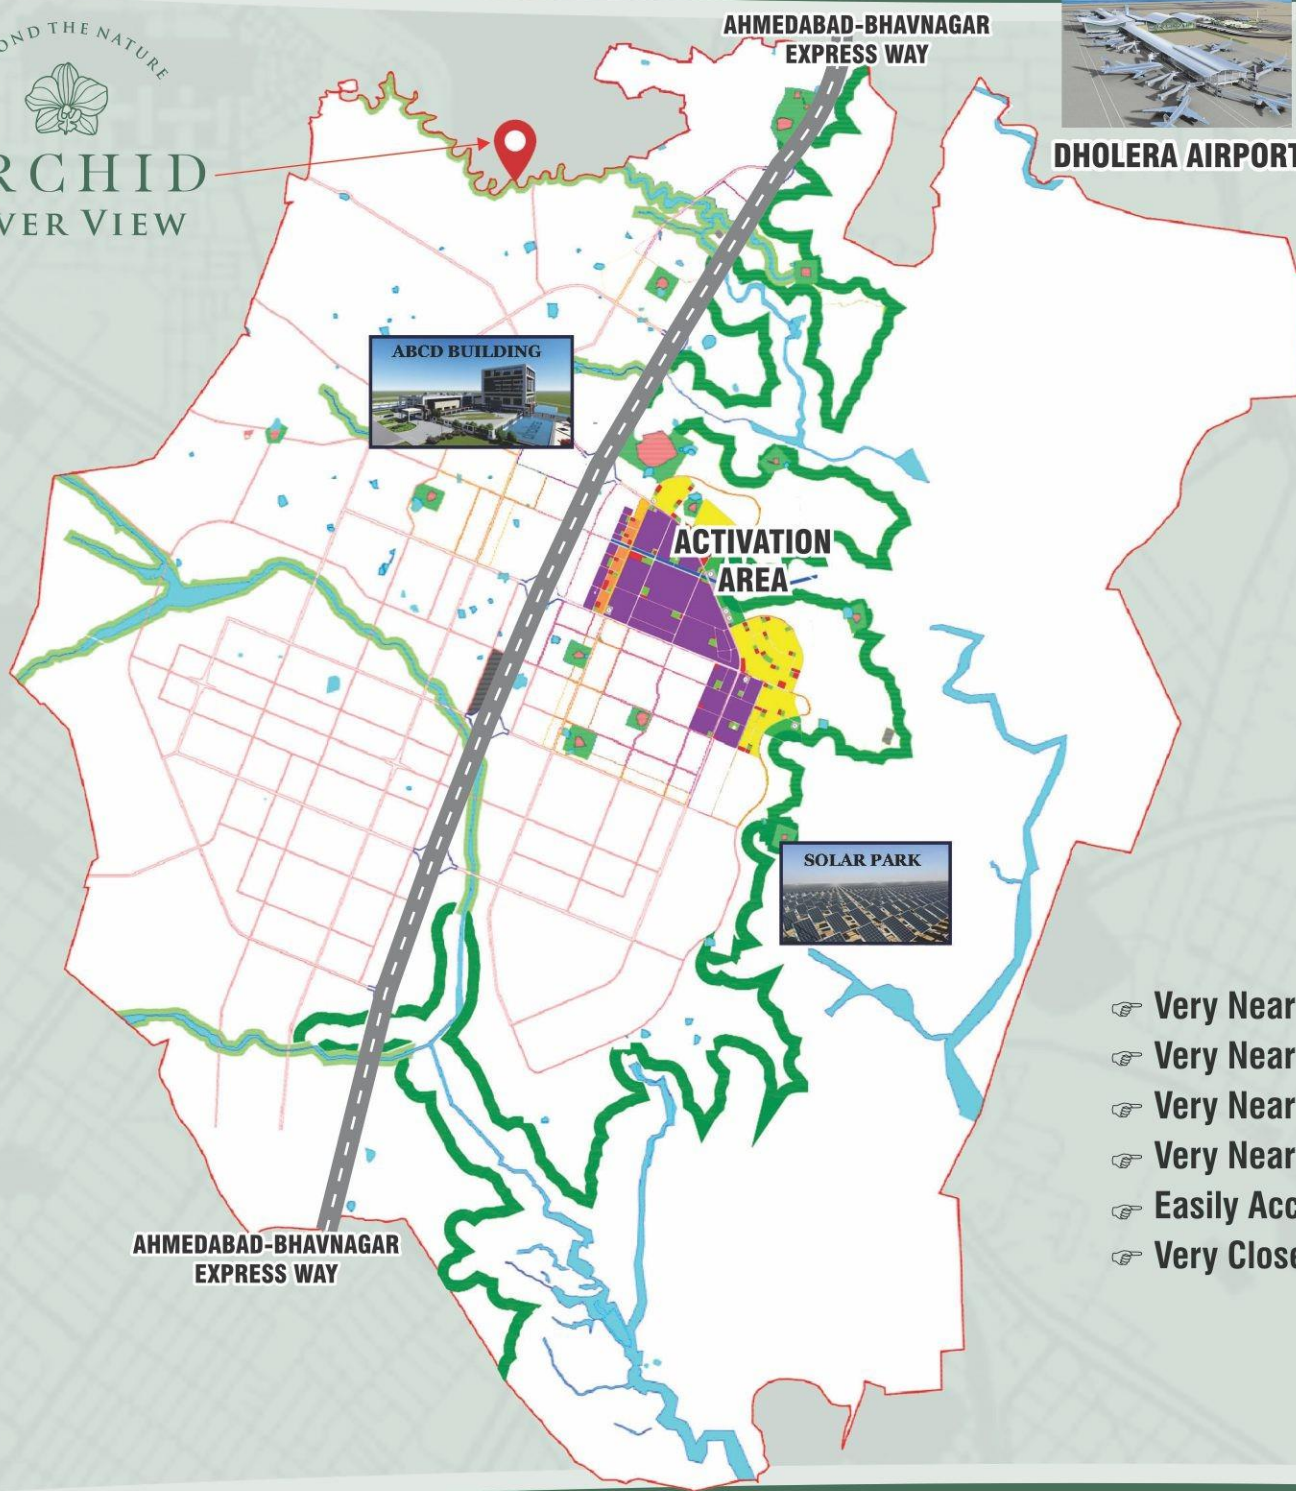 OND THE NATURE
RCHID
VER VIEW
AHMEDABAD-BHAVNAGAR
EXPRESS WAY
DHOLERA AIRPORT
ABCD BUILDING
ACTIVATION
AREA
SOLAR PARK
☞ Very Near
☞ Very Near
☞ Very Near
☞ Very Near
☞ Easily Acc
☞ Very Close
AHMEDABAD-BHAVNAGAR
EXPRESS WAY